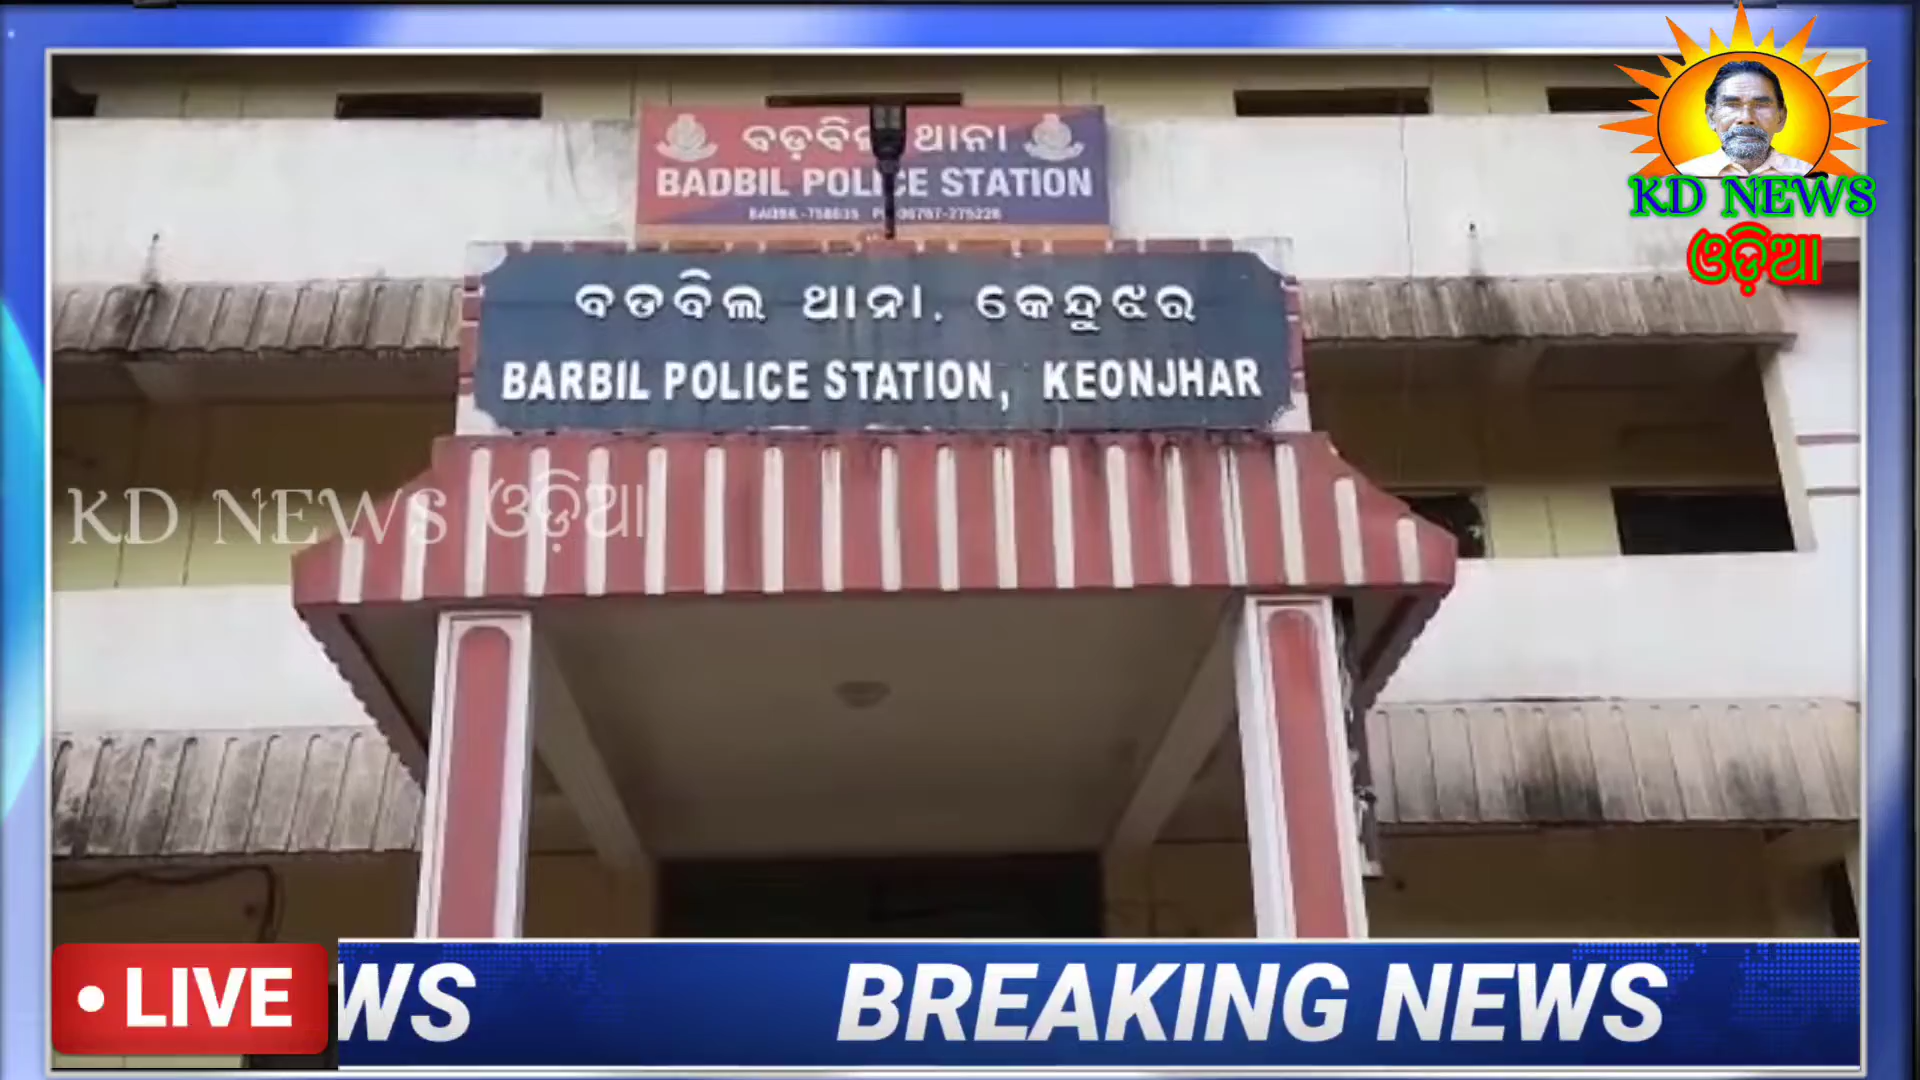 ବଡ଼ବିଲ ଥାନା
BADBIL POLICE STATION
ବଡବିଲ ଥାନା. କେନ୍ଦୁଝର
BARBIL POLICE STATION, KEONJHAR
KD NEWS
ଓଡ଼ିଆ
KD NEWS ଓଡ଼ିଆ
LIVE
WS BREAKING NEWS